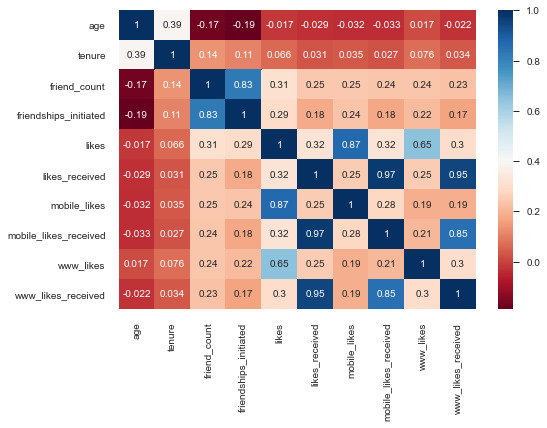 age 1 0.39 -0.17 -0.19 -0.017 -0.029 -0.032 -0.033 0.017 -0.022
tenure 0.39 1 0.14 0.11 0.066 0.031 0.035 0.027 0.076 0.034
friend_count -0.17 0.14 1 0.83 0.31 0.25 0.25 0.24 0.24 0.23
friendships_initiated -0.19 0.11 0.83 1 0.29 0.18 0.24 0.18 0.22 0.17
likes -0.017 0.066 0.31 0.29 1 0.32 0.87 0.32 0.65 0.3
likes_received -0.029 0.031 0.25 0.18 0.32 1 0.25 0.97 0.25 0.95
mobile_likes -0.032 0.035 0.25 0.24 0.87 0.25 1 0.28 0.19 0.19
mobile_likes_received -0.033 0.027 0.24 0.18 0.32 0.97 0.28 1 0.21 0.85
www_likes 0.017 0.076 0.24 0.22 0.65 0.25 0.19 0.21 1 0.3
www_likes_received -0.022 0.034 0.23 0.17 0.3 0.95 0.19 0.85 0.3 1
age
tenure
friend_count
friendships_initiated
likes
likes_received
mobile_likes
mobile_likes_received
www_likes
www_likes_received
1.0
0.8
0.6
0.4
0.2
0.0